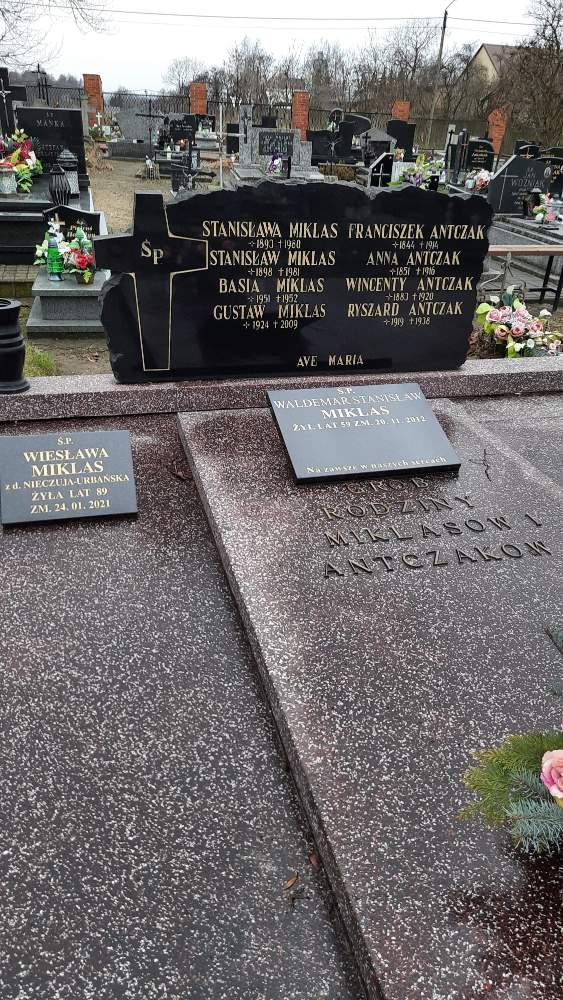 MAŃKA
WOŹNIAK
ŚP
STANISŁAWA MIKLAS
÷1893 †1960
STANISŁAW MIKLAS
÷1898 †1981
BASIA MIKLAS
÷1951 †1952
GUSTAW MIKLAS
÷1924 †2009
FRANCISZEK ANTCZAK
÷1844 †1914
ANNA ANTCZAK
÷1851 †1916
WINCENTY ANTCZAK
÷1883 †1920
RYSZARD ANTCZAK
÷1919 †1938
AVE MARIA
Ś.P.
WALDEMAR STANISŁAW
MIKLAS
ŻYŁ LAT 59 ZM. 20.11.2012
Na zawsze w naszych sercach
Ś.P.
WIESŁAWA
MIKLAS
z d. NIECZUJA-URBAŃSKA
ŻYŁA LAT 89
ZM. 24.01.2021
GRÓB
RODZINY
MIKLASÓW I
ANTCZAKÓW